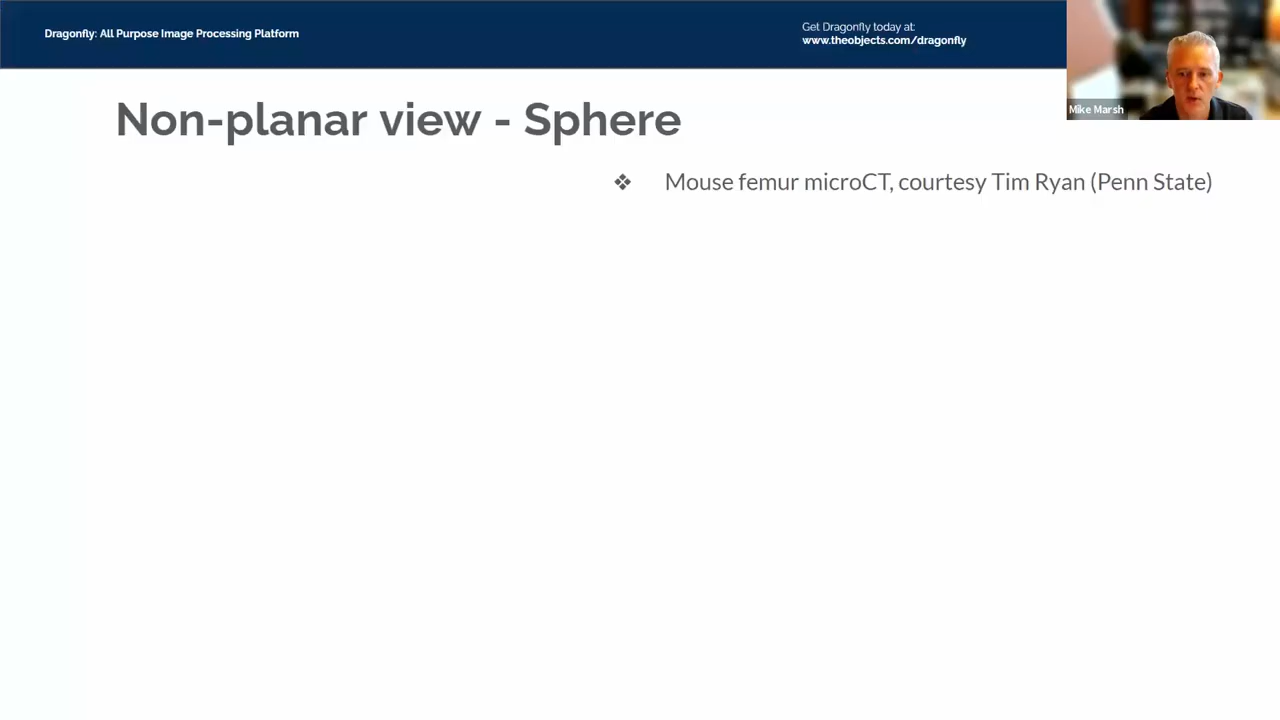 Dragonfly: All Purpose Image Processing Platform
Get Dragonfly today at:
www.theobjects.com/dragonfly
Mike Marsh
Non-planar view - Sphere
❖ Mouse femur microCT, courtesy Tim Ryan (Penn State)